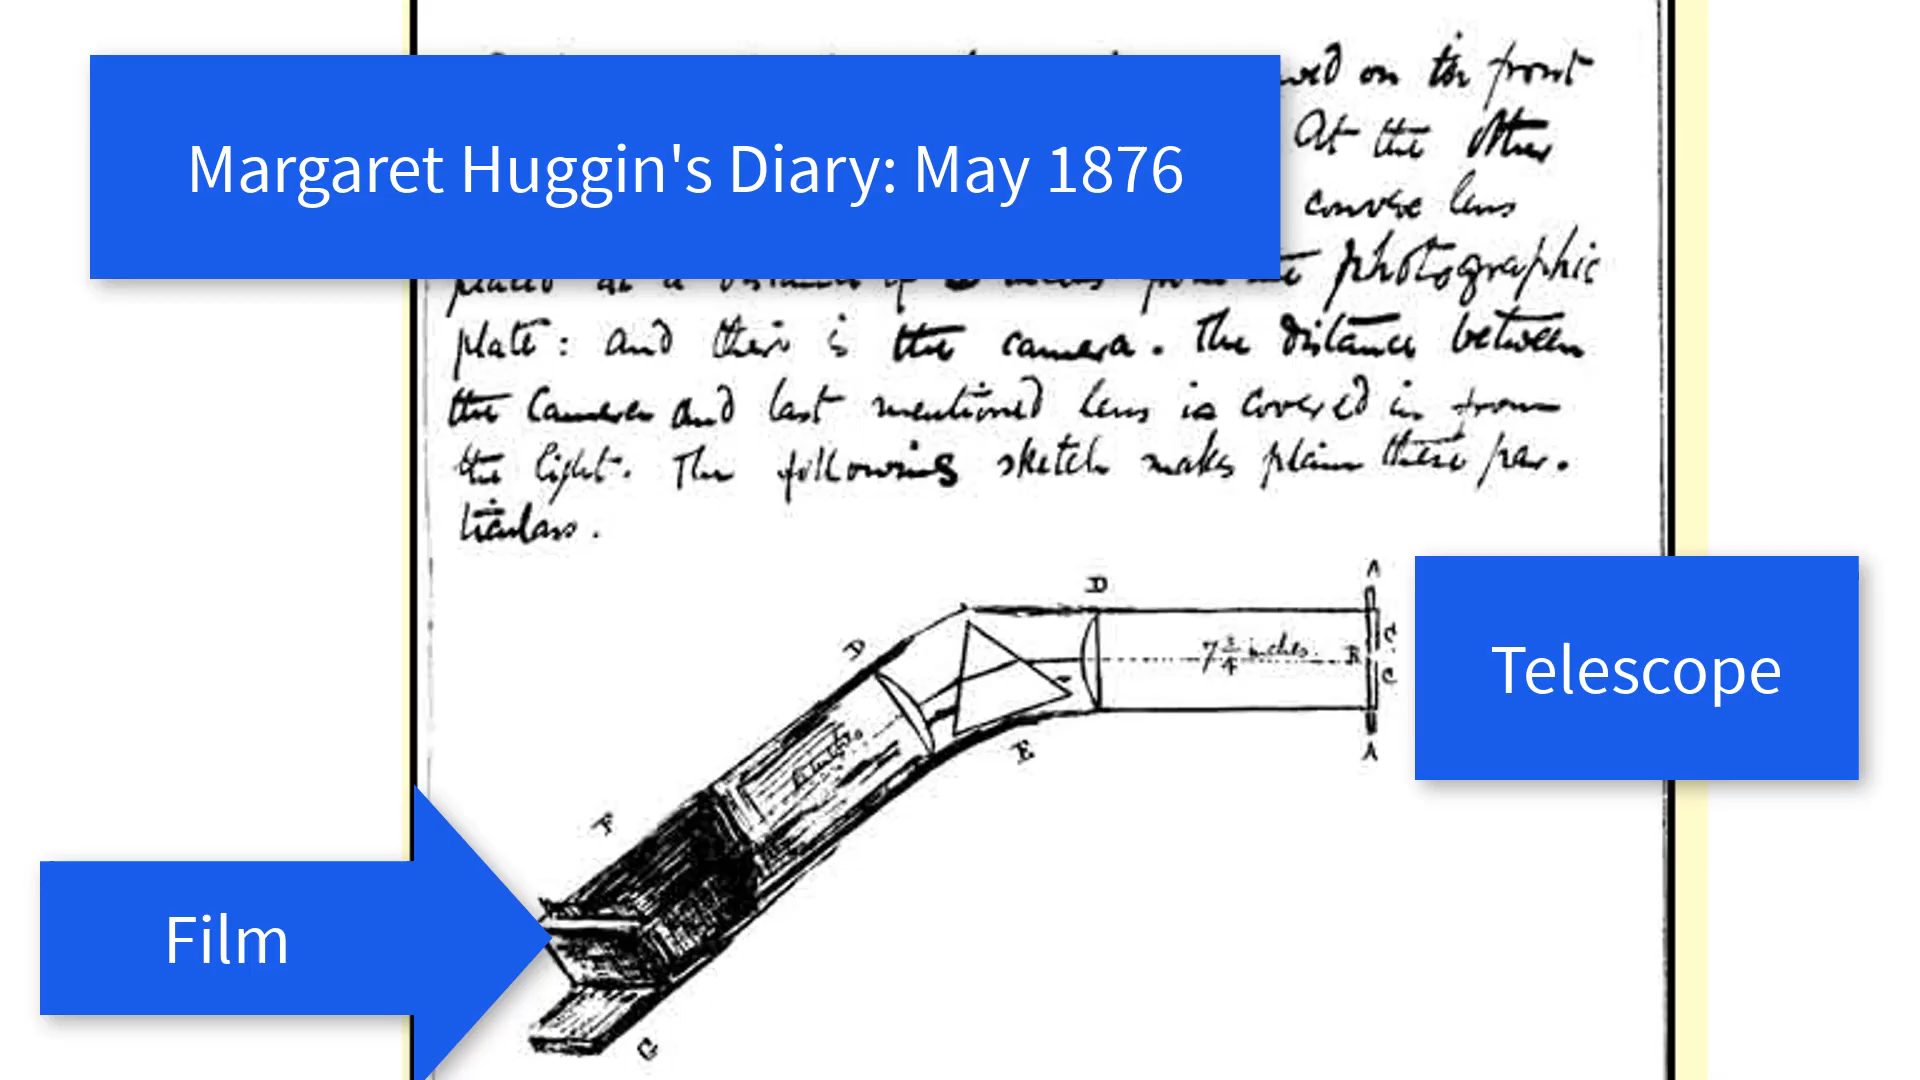 Margaret Huggin's Diary: May 1876
on the front
At the other
convex lens
photographic
plate: and this is the camera. The distance between
the Camera and last mentioned lens is covered in from
the light. The following sketch makes plain these par-
ticulars.
D
A
D
7 3/4 inches.
B
C
C
Telescope
E
A
F
Film
G